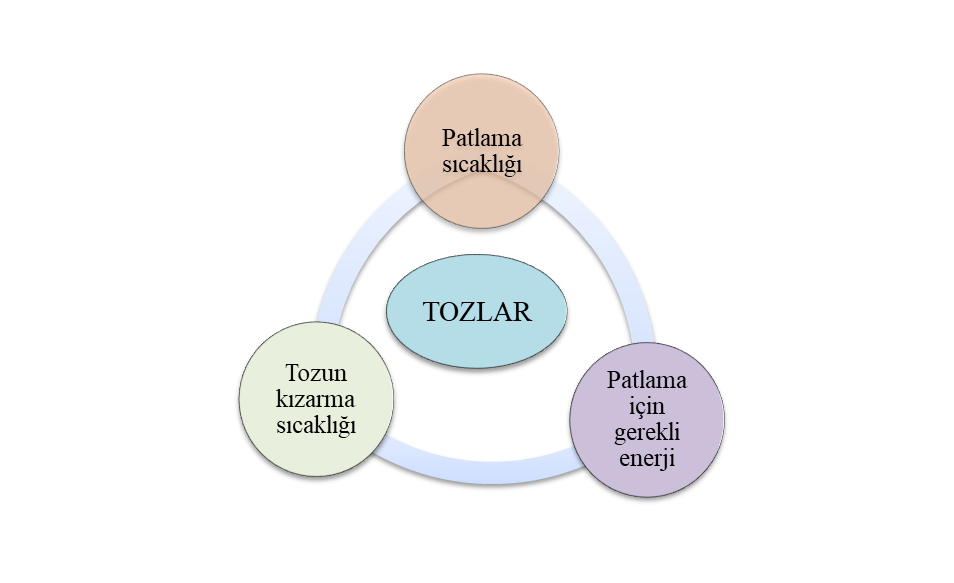 Patlama
sıcaklığı
TOZLAR
Tozun
kızarma
sıcaklığı
Patlama
için
gerekli
enerji